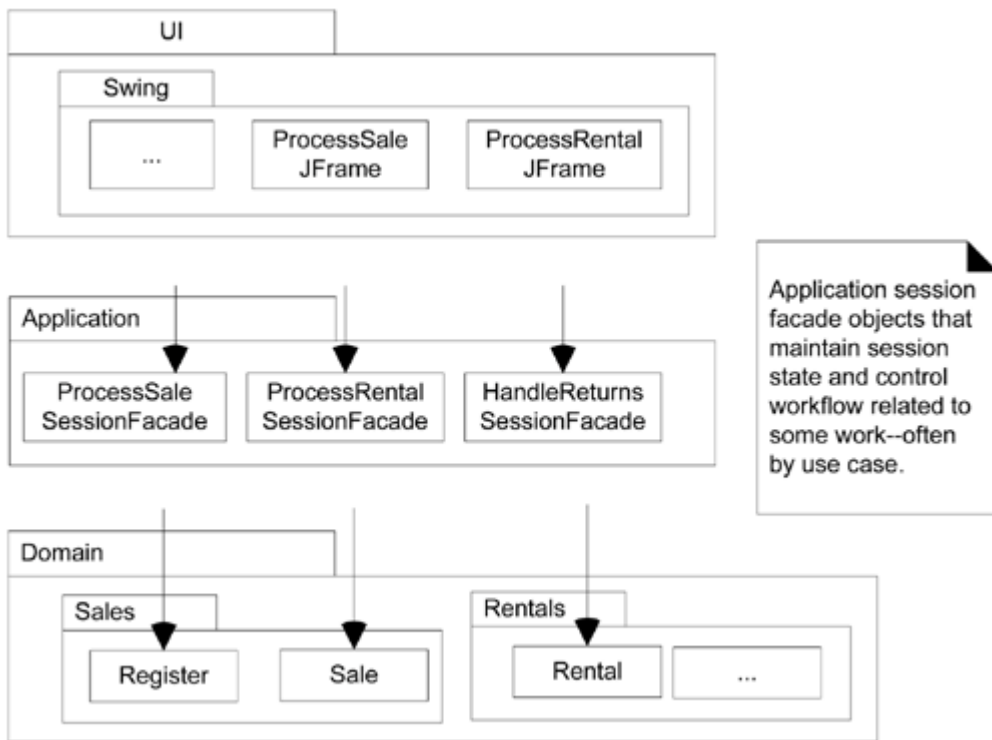 UI
Swing
...
ProcessSale
JFrame
ProcessRental
JFrame
Application
ProcessSale
SessionFacade
ProcessRental
SessionFacade
HandleReturns
SessionFacade
Application session
facade objects that
maintain session
state and control
workflow related to
some work--often
by use case.
Domain
Sales
Register
Sale
Rentals
Rental
...